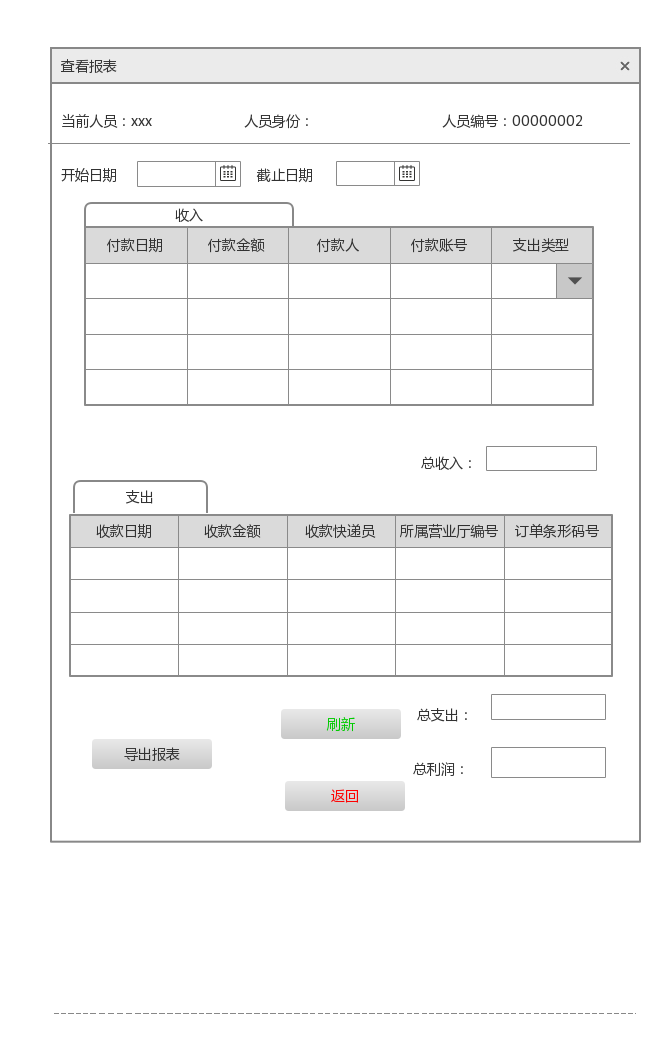 查看报表 ×
当前人员：xxx 人员身份： 人员编号：00000002
开始日期 截止日期
收入
付款日期 付款金额 付款人 付款账号 支出类型
总收入：
支出
收款日期 收款金额 收款快递员 所属营业厅编号 订单条形码号
刷新 总支出：
导出报表
总利润：
返回